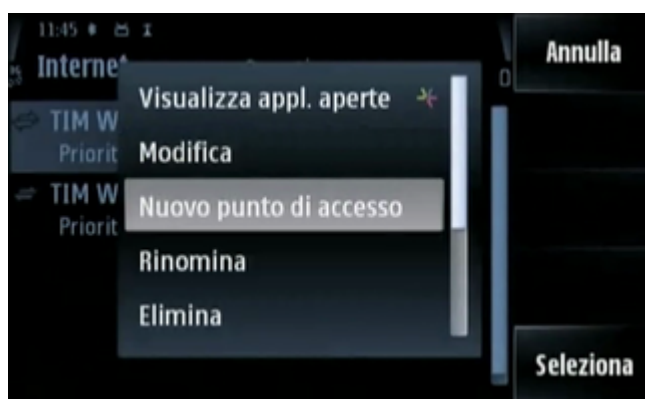 11:45
Internet
Annulla
Visualizza appl. aperte
TIM W
Priorit
Modifica
Nuovo punto di accesso
TIM W
Priorit
Rinomina
Elimina
Seleziona